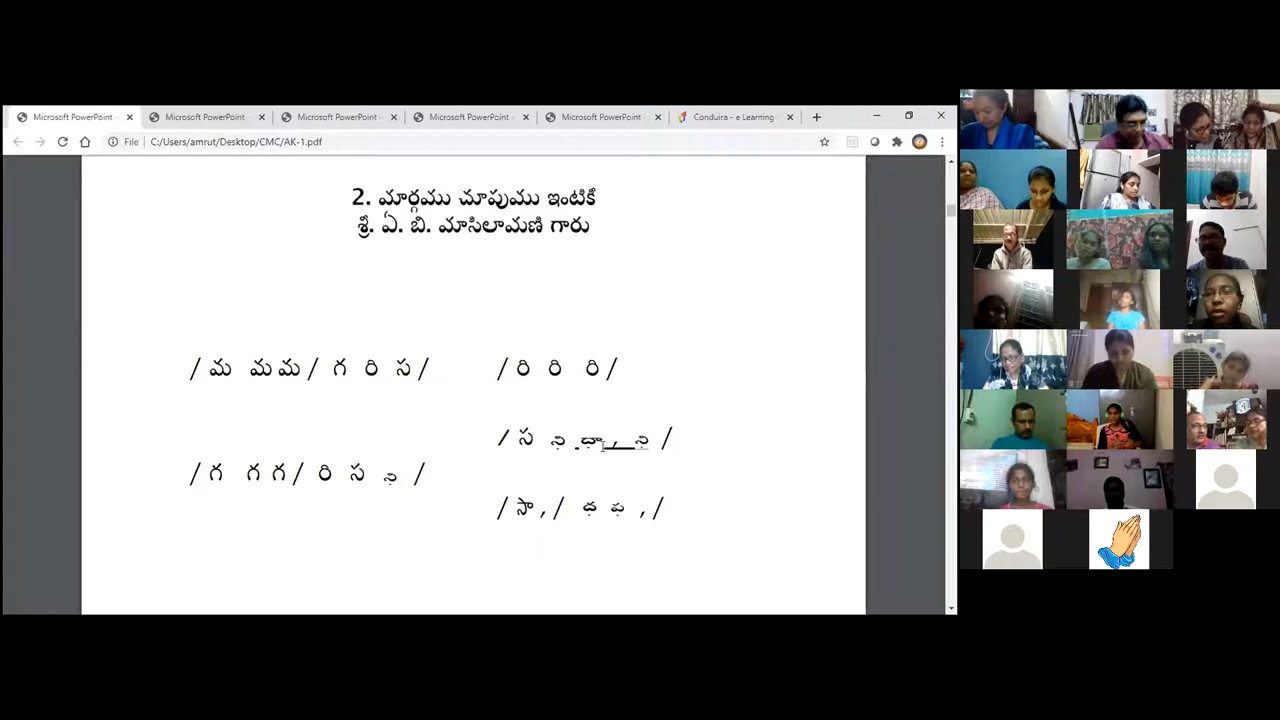 Microsoft PowerPoint - Microsoft PowerPoint - Microsoft PowerPoint - Microsoft PowerPoint - Microsoft PowerPoint - Conduira - e Learning
File C:/Users/amrut/Desktop/CMC/AK-1.pdf
2. మార్గము చూపుము ఇంటికి
శ్రీ. ఏ. బి. మాసిలామణి గారు
/ మ మమ/ గ రి స/ / రి రి రి/
/ స ని దా, ని /
/ గ గగ/ రి స ని /
/ సా ,/ ధ ప ,/